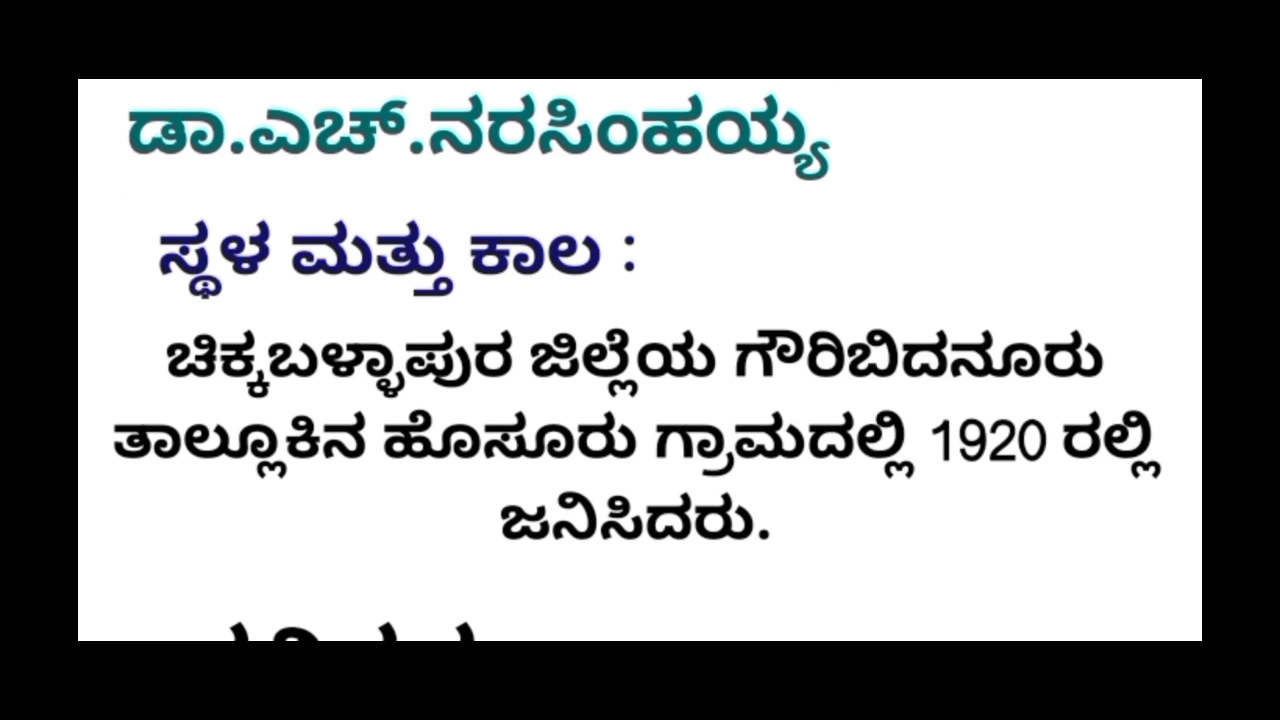 ಡಾ.ಎಚ್.ನರಸಿಂಹಯ್ಯ
ಸ್ಥಳ ಮತ್ತು ಕಾಲ :
ಚಿಕ್ಕಬಳ್ಳಾಪುರ ಜಿಲ್ಲೆಯ ಗೌರಿಬಿದನೂರು
ತಾಲ್ಲೂಕಿನ ಹೊಸೂರು ಗ್ರಾಮದಲ್ಲಿ 1920 ರಲ್ಲಿ
ಜನಿಸಿದರು.